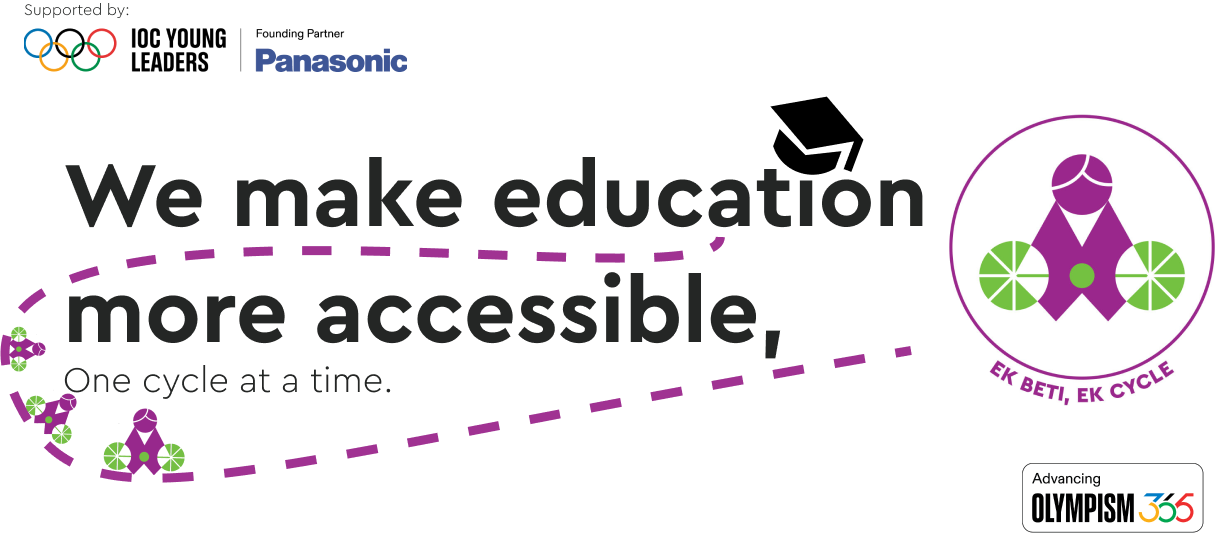 Supported by:
IOC YOUNG
LEADERS
Founding Partner
Panasonic
We make education
more accessible,
One cycle at a time.
EK BETI, EK CYCLE
Advancing
OLYMPISM 365